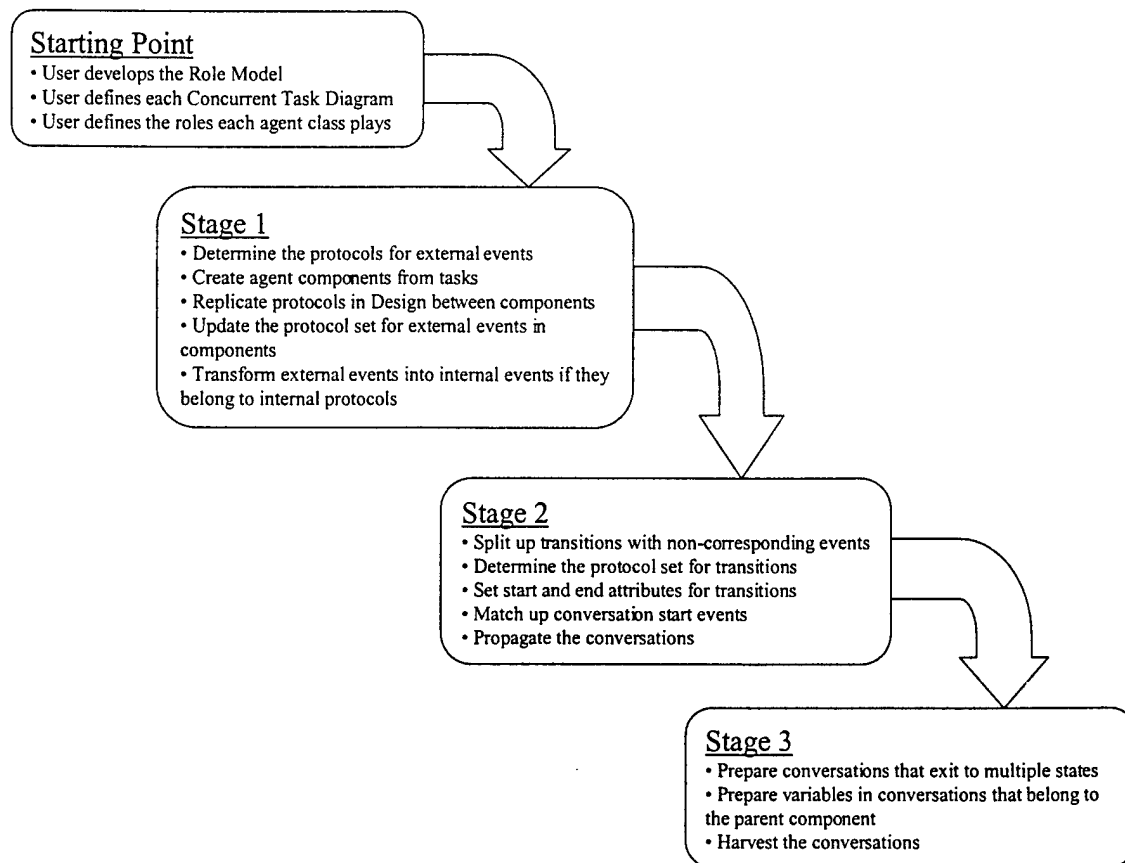 Starting Point
• User develops the Role Model
• User defines each Concurrent Task Diagram
• User defines the roles each agent class plays
Stage 1
• Determine the protocols for external events
• Create agent components from tasks
• Replicate protocols in Design between components
• Update the protocol set for external events in
components
• Transform external events into internal events if they
belong to internal protocols
Stage 2
• Split up transitions with non-corresponding events
• Determine the protocol set for transitions
• Set start and end attributes for transitions
• Match up conversation start events
• Propagate the conversations
Stage 3
• Prepare conversations that exit to multiple states
• Prepare variables in conversations that belong to
the parent component
• Harvest the conversations